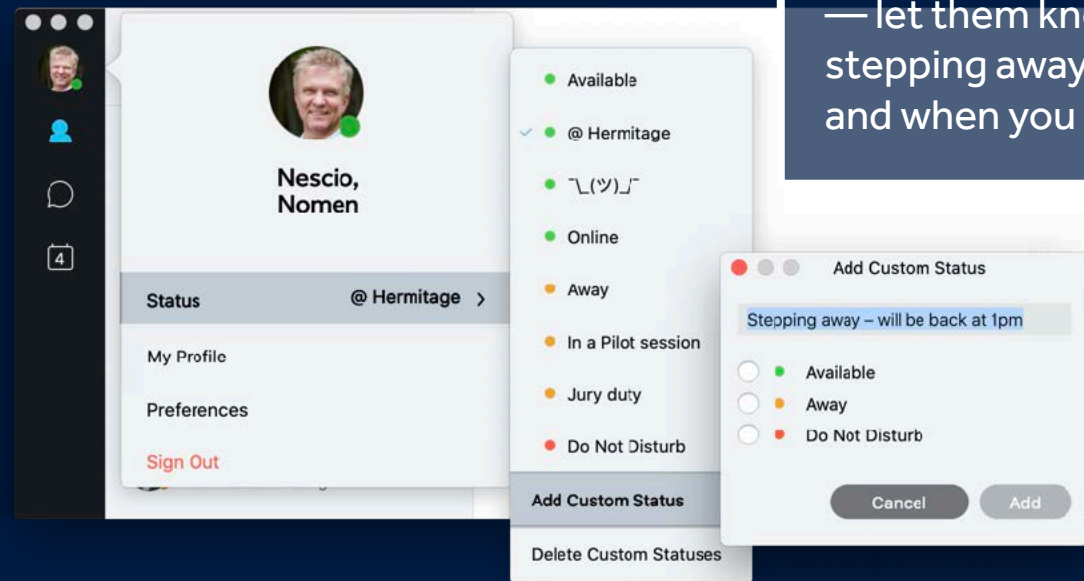 — let them kn
stepping away
and when you
Nescio,
Nomen
Status @ Hermitage >
My Profile
Preferences
Sign Out
4
Available
@ Hermitage
¯\_(ツ)_/¯
Online
Away
In a Pilot session
Jury duty
Do Not Disturb
Add Custom Status
Delete Custom Statuses
Add Custom Status
Stepping away – will be back at 1pm
Available
Away
Do Not Disturb
Cancel Add